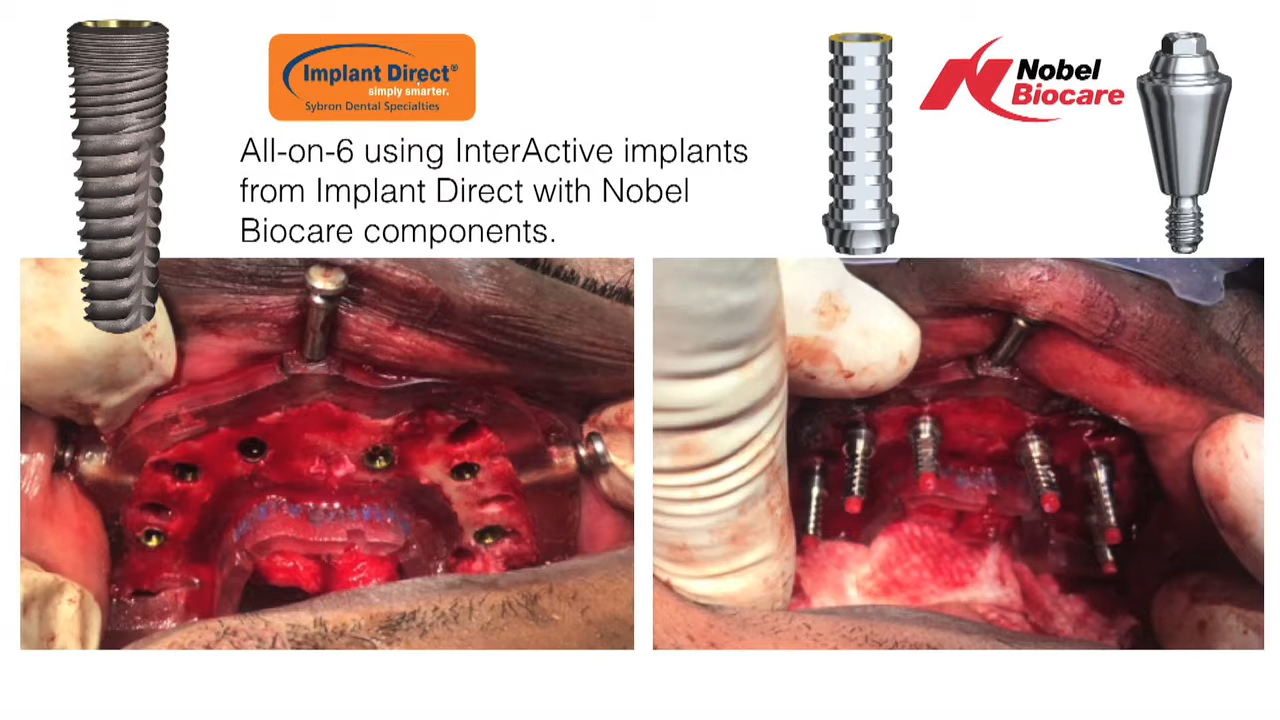 Implant Direct®
simply smarter.
Sybron Dental Specialties
Nobel
Biocare
All-on-6 using InterActive implants
from Implant Direct with Nobel
Biocare components.